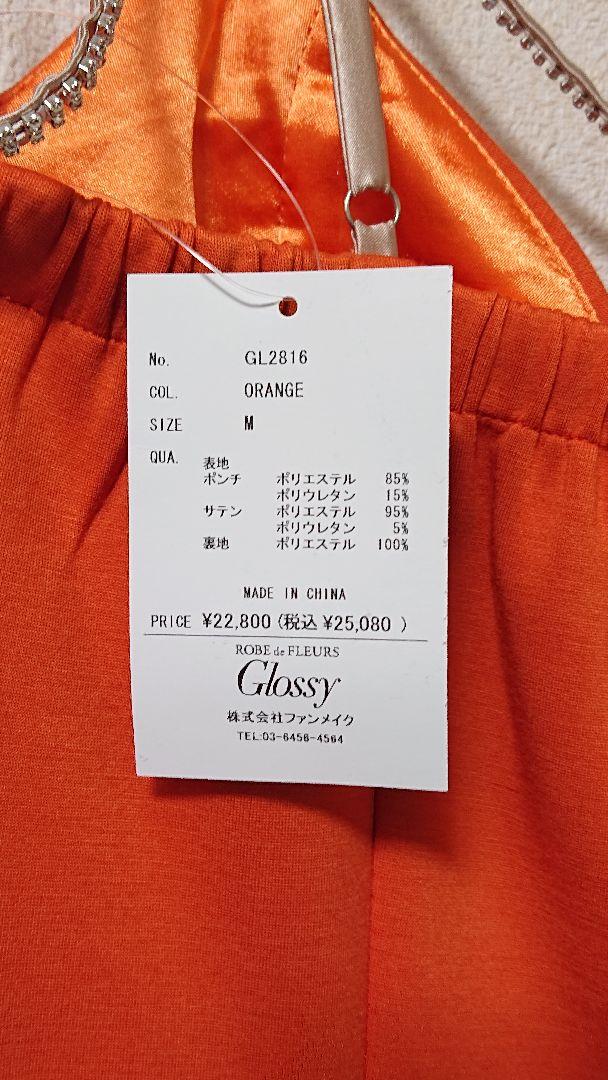 No. GL2816
COL. ORANGE
SIZE M
QUA. 表地
ポンチ ポリエステル 85%
ポリウレタン 15%
サテン ポリエステル 95%
ポリウレタン 5%
裏地 ポリエステル 100%
MADE IN CHINA
PRICE ¥22,800 (税込 ¥25,080 )
ROBE de FLEURS
Glossy
株式会社ファンメイク
TEL:03-6456-4564